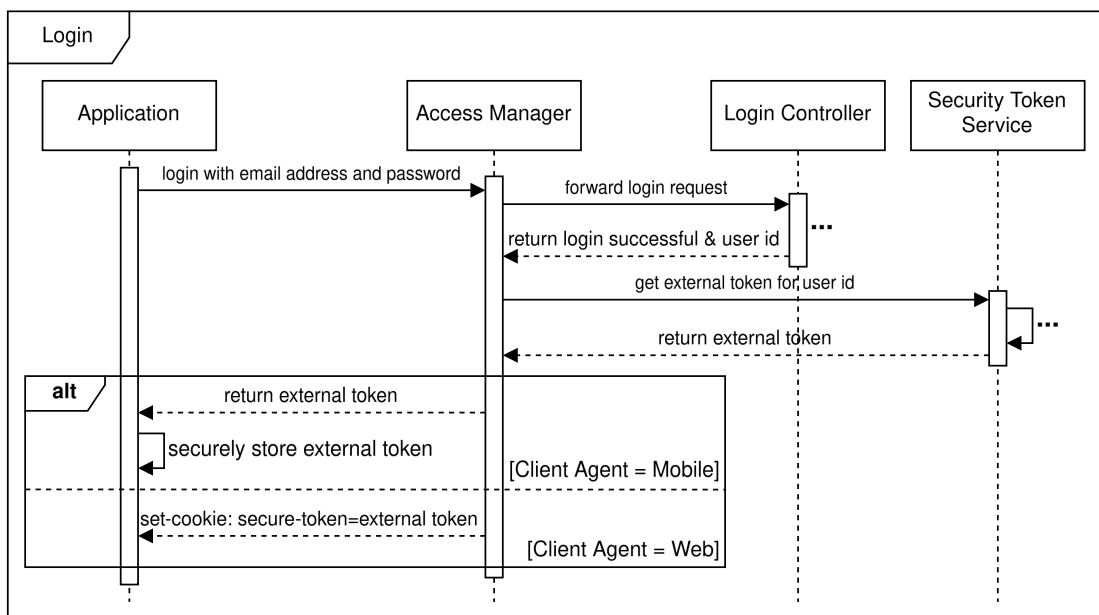 Login
Application
Access Manager
Login Controller
Security Token
Service
login with email address and password
forward login request
...
return login successful & user id
get external token for user id
...
return external token
alt
return external token
securely store external token
[Client Agent = Mobile]
set-cookie: secure-token=external token
[Client Agent = Web]